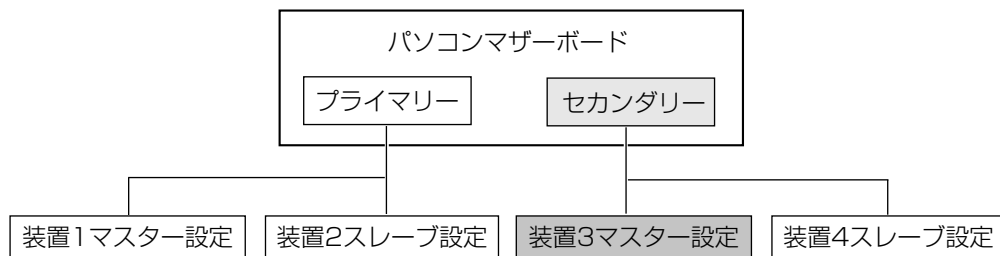 パソコンマザーボード
プライマリー
セカンダリー
装置1マスター設定
装置2スレーブ設定
装置3マスター設定
装置4スレーブ設定